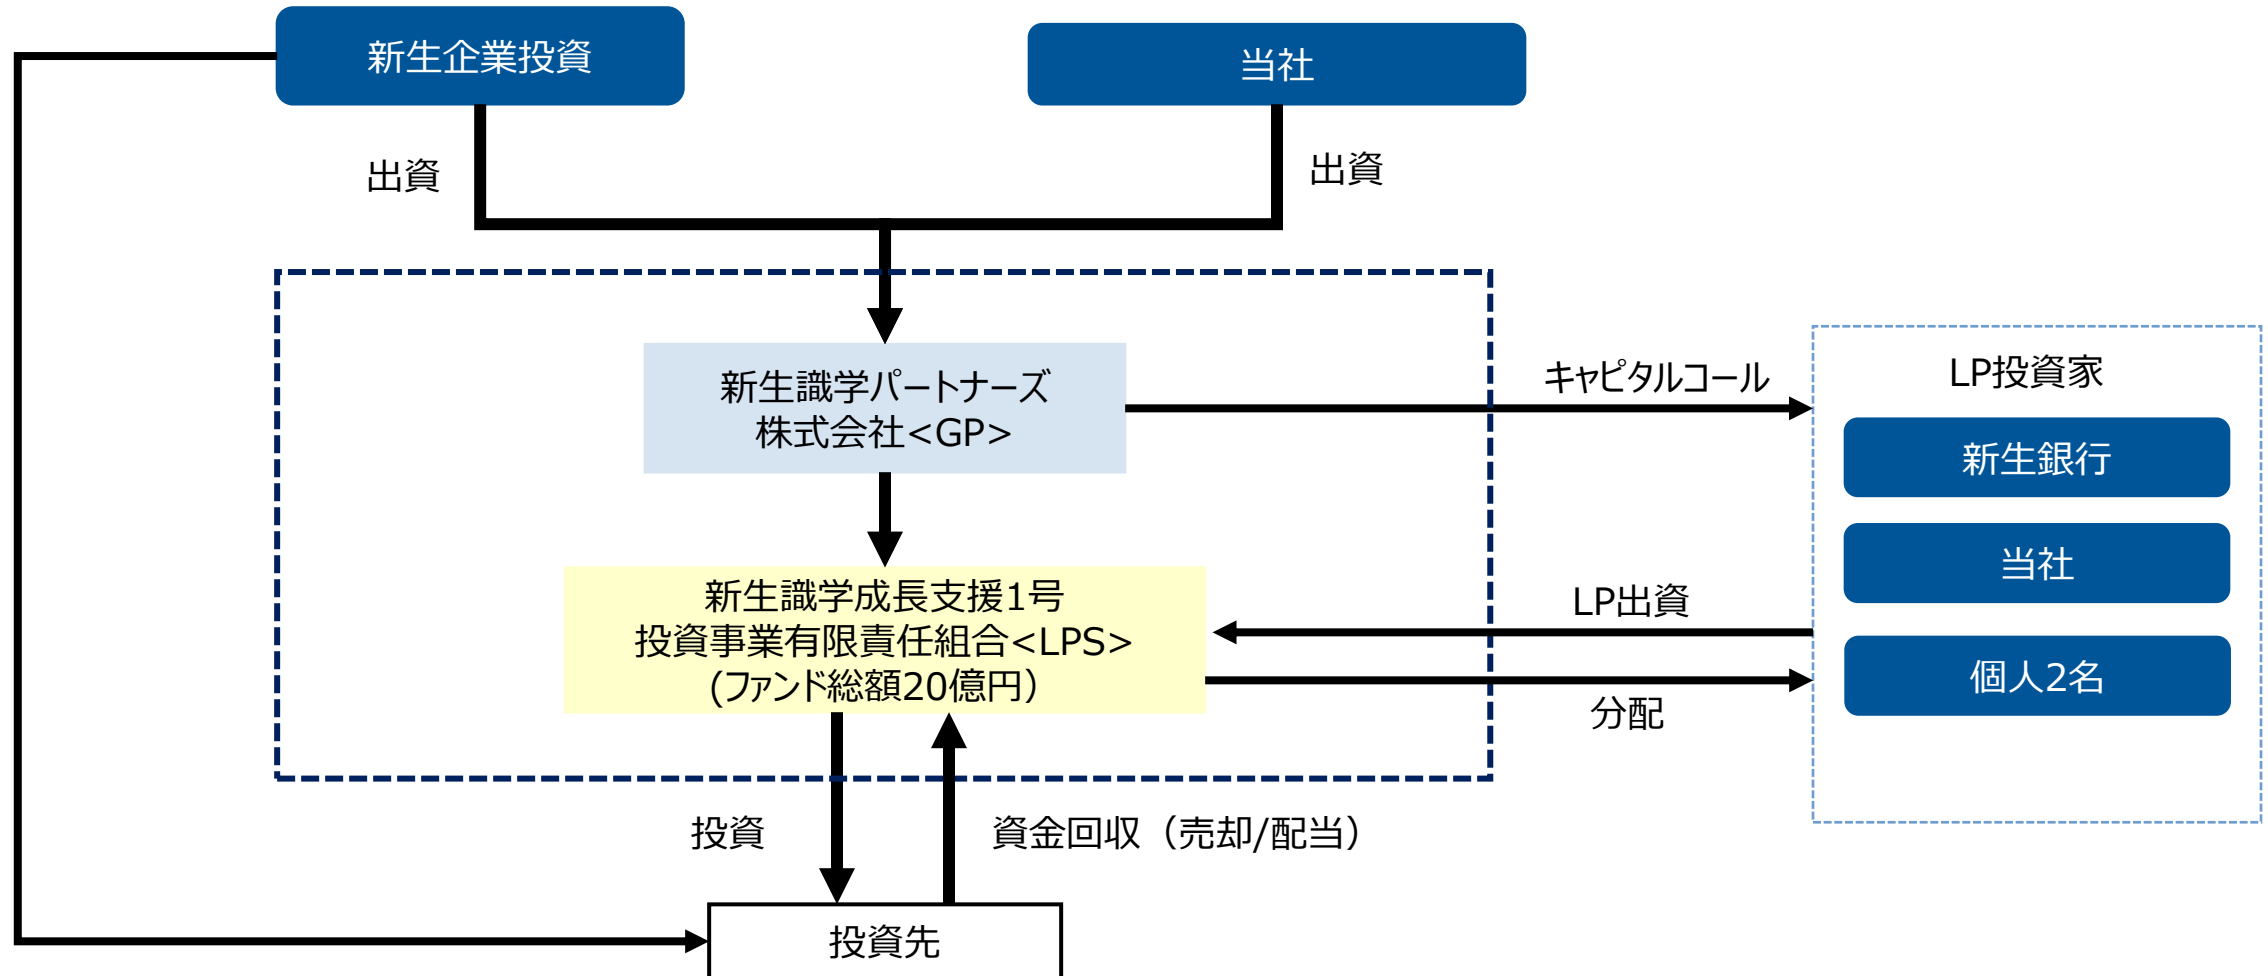 新生企業投資
当社
出資
出資
新生識学パートナーズ
株式会社<GP>
キャピタルコール
LP投資家
新生銀行
当社
個人2名
新生識学成長支援1号
投資事業有限責任組合<LPS>
(ファンド総額20億円）
LP出資
分配
投資
資金回収（売却/配当）
投資先